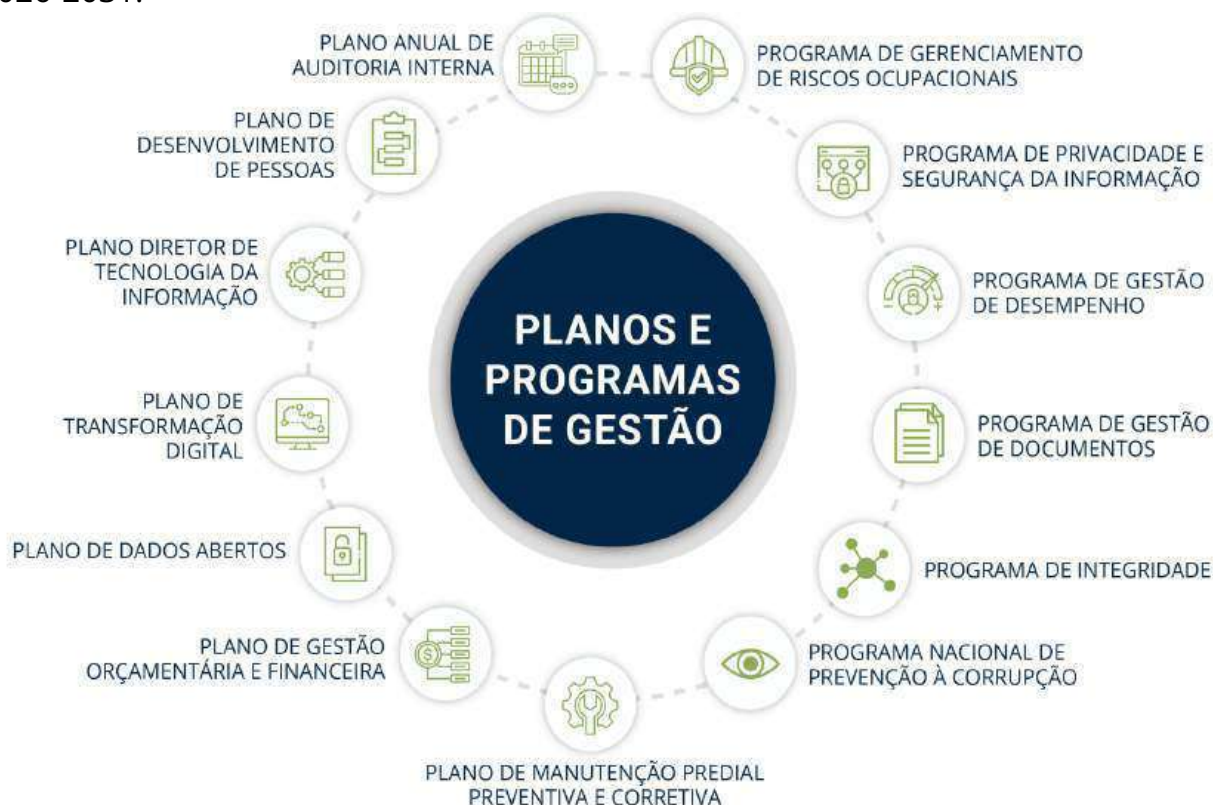 PLANO ANUAL DE
AUDITORIA INTERNA
PROGRAMA DE GERENCIAMENTO
DE RISCOS OCUPACIONAIS
PLANO DE
DESENVOLVIMENTO
DE PESSOAS
PROGRAMA DE PRIVACIDADE E
SEGURANÇA DA INFORMAÇÃO
PLANO DIRETOR DE
TECNOLOGIA DA
INFORMAÇÃO
PROGRAMA DE GESTÃO
DE DESEMPENHO
PLANOS E
PROGRAMAS
DE GESTÃO
PLANO DE
TRANSFORMAÇÃO
DIGITAL
PROGRAMA DE GESTÃO
DE DOCUMENTOS
PLANO DE DADOS ABERTOS
PROGRAMA DE INTEGRIDADE
PLANO DE GESTÃO
ORÇAMENTÁRIA E FINANCEIRA
PROGRAMA NACIONAL DE
PREVENÇÃO À CORRUPÇÃO
PLANO DE MANUTENÇÃO PREDIAL
PREVENTIVA E CORRETIVA